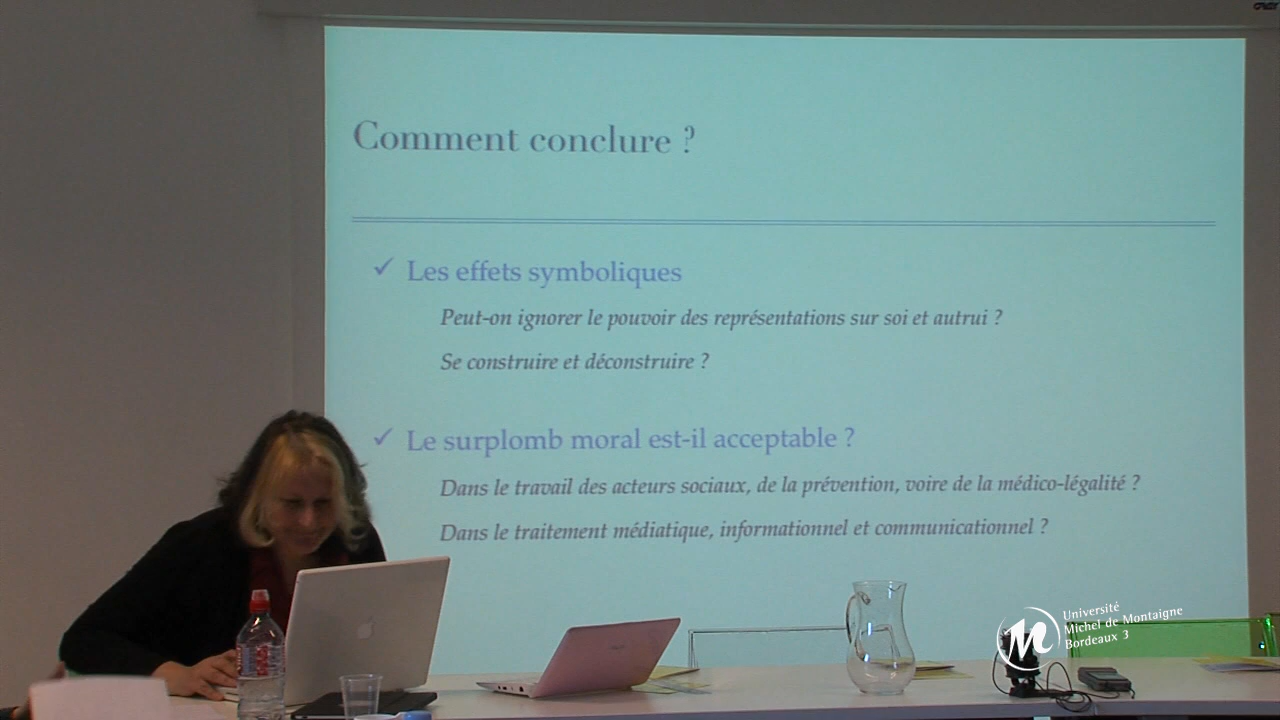 Comment conclure ?
✓ Les effets symboliques
Peut-on ignorer le pouvoir des représentations sur soi et autrui ?
Se construire et déconstruire ?
✓ Le surplomb moral est-il acceptable ?
Dans le travail des acteurs sociaux, de la prévention, voire de la médico-légalité ?
Dans le traitement médiatique, informationnel et communicationnel ?
Université
Michel de Montaigne
Bordeaux 3